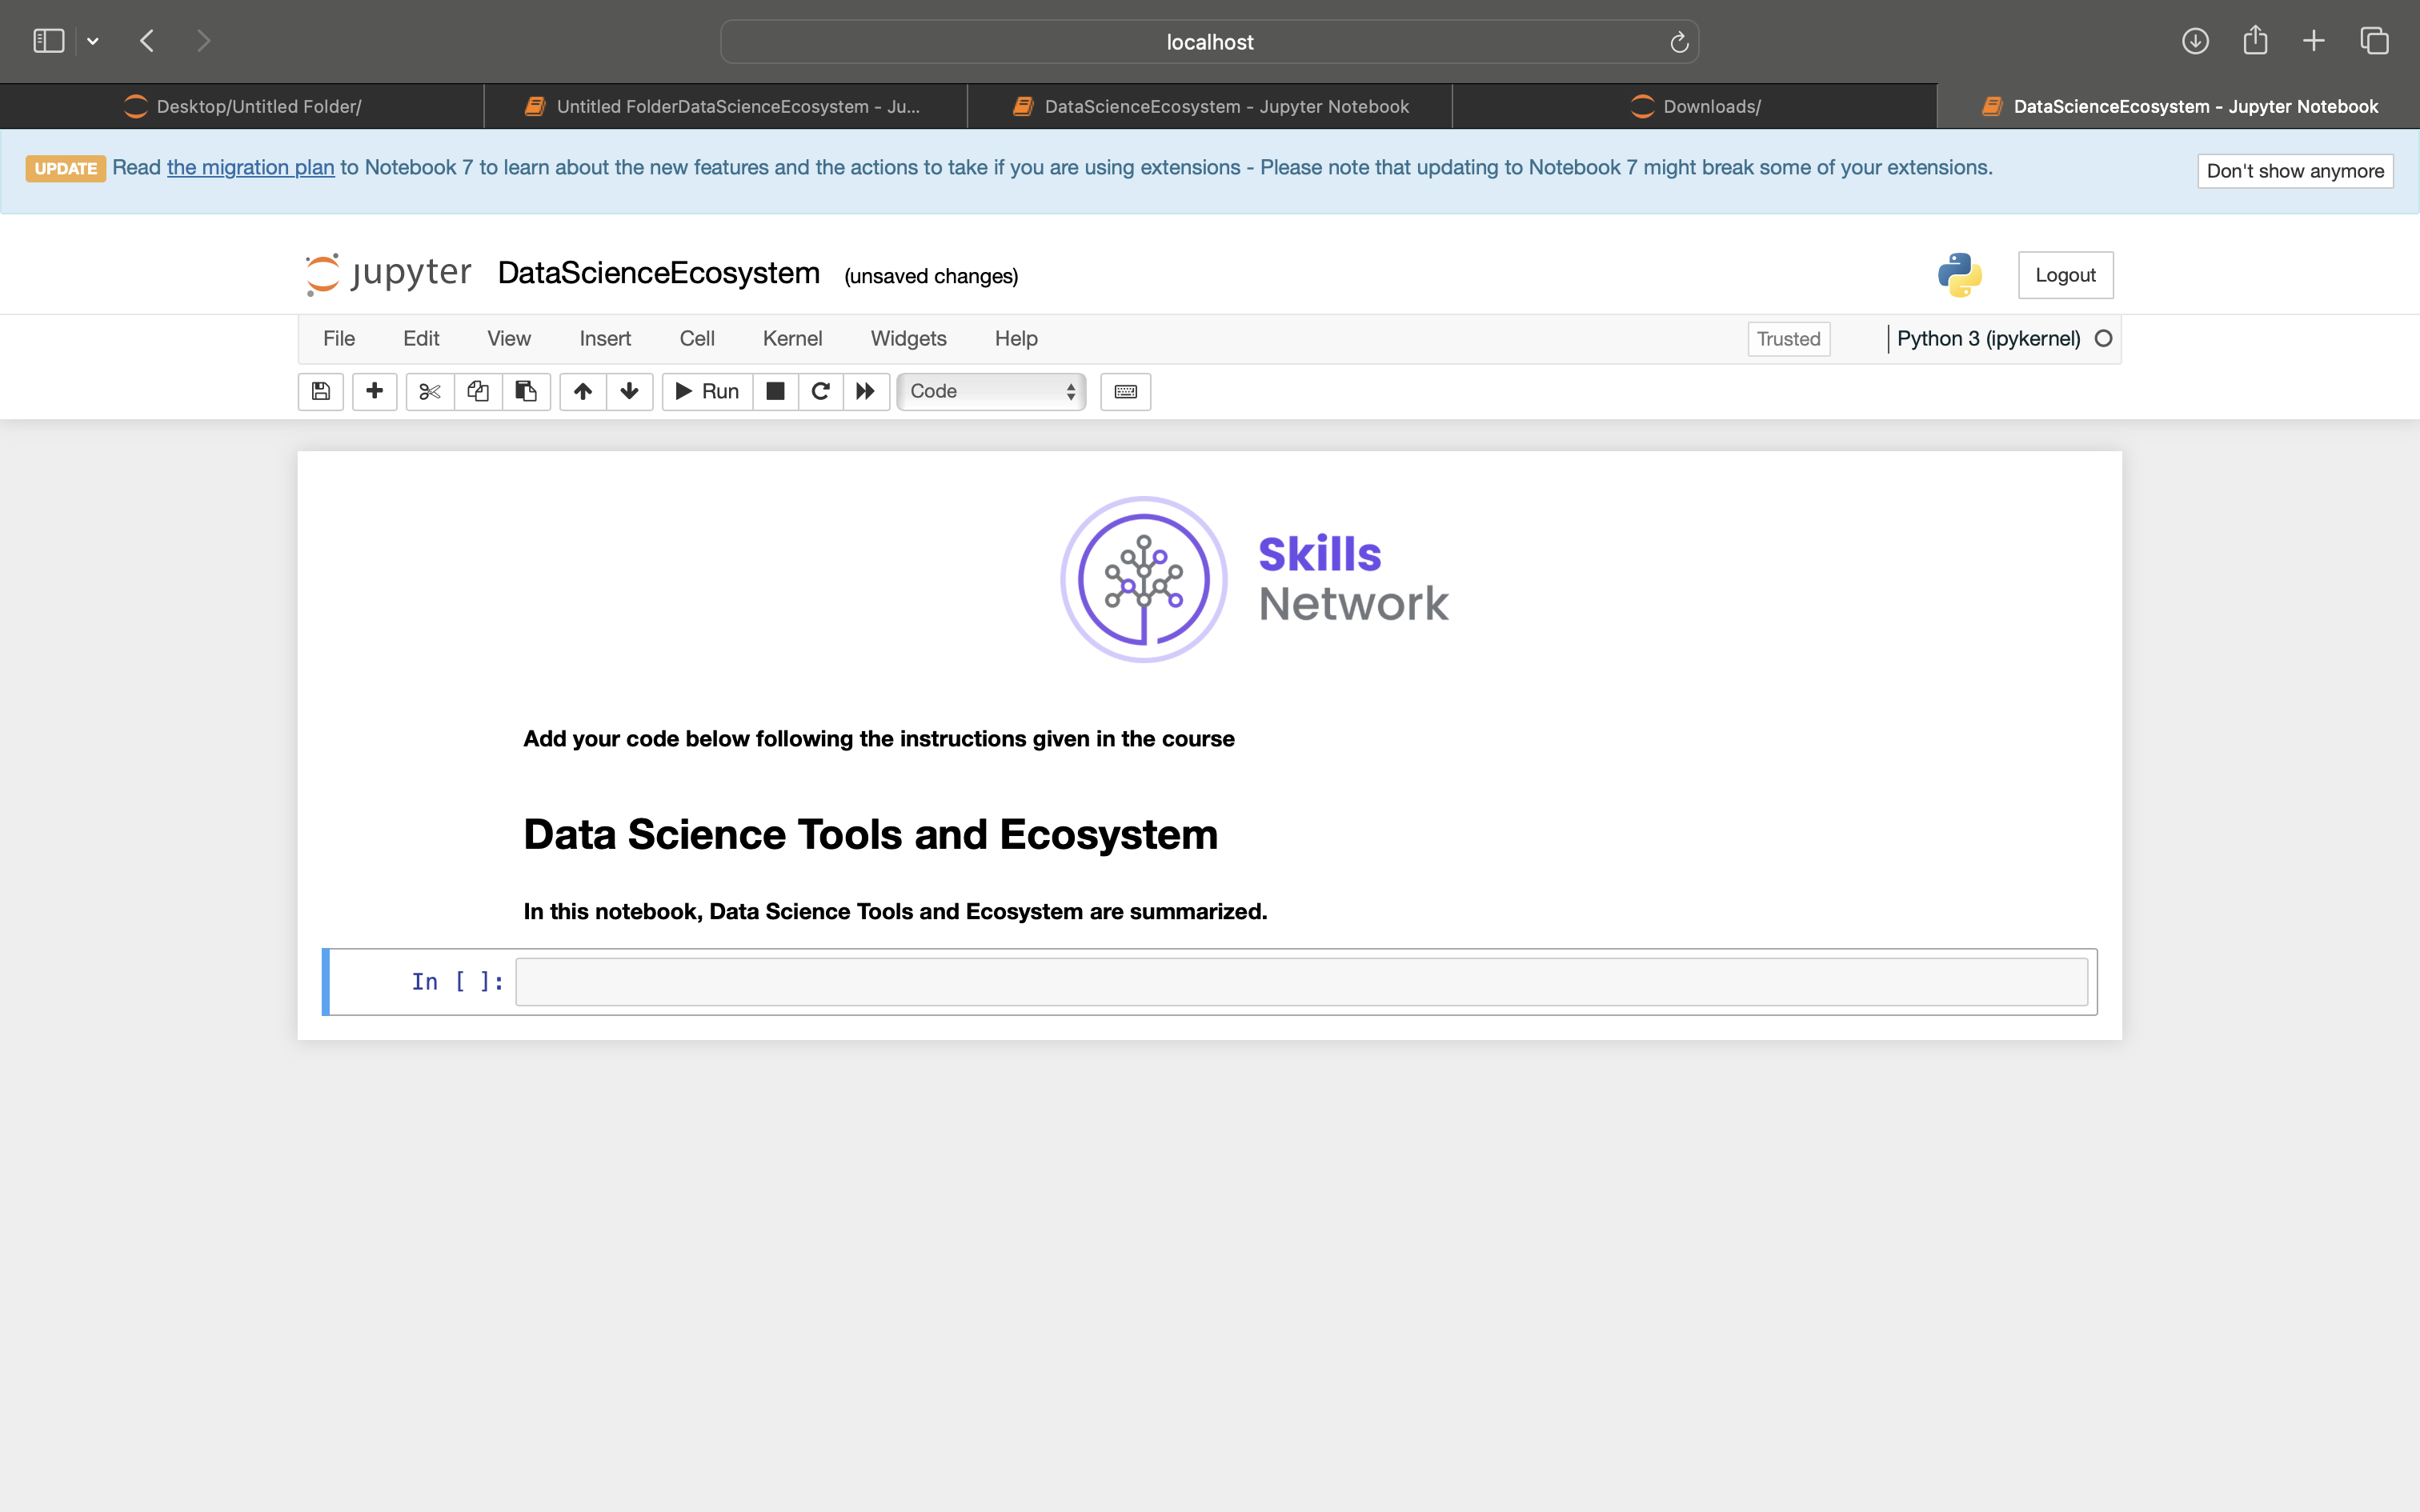 localhost
Desktop/Untitled Folder/
Untitled FolderDataScienceEcosystem - Ju...
DataScienceEcosystem - Jupyter Notebook
Downloads/
DataScienceEcosystem - Jupyter Notebook
UPDATE Read the migration plan to Notebook 7 to learn about the new features and the actions to take if you are using extensions - Please note that updating to Notebook 7 might break some of your extensions.
Don't show anymore
jupyter DataScienceEcosystem (unsaved changes)
Logout
File Edit View Insert Cell Kernel Widgets Help
Trusted
Python 3 (ipykernel)
Run
Code
Skills
Network
Add your code below following the instructions given in the course
Data Science Tools and Ecosystem
In this notebook, Data Science Tools and Ecosystem are summarized.
In [ ]: